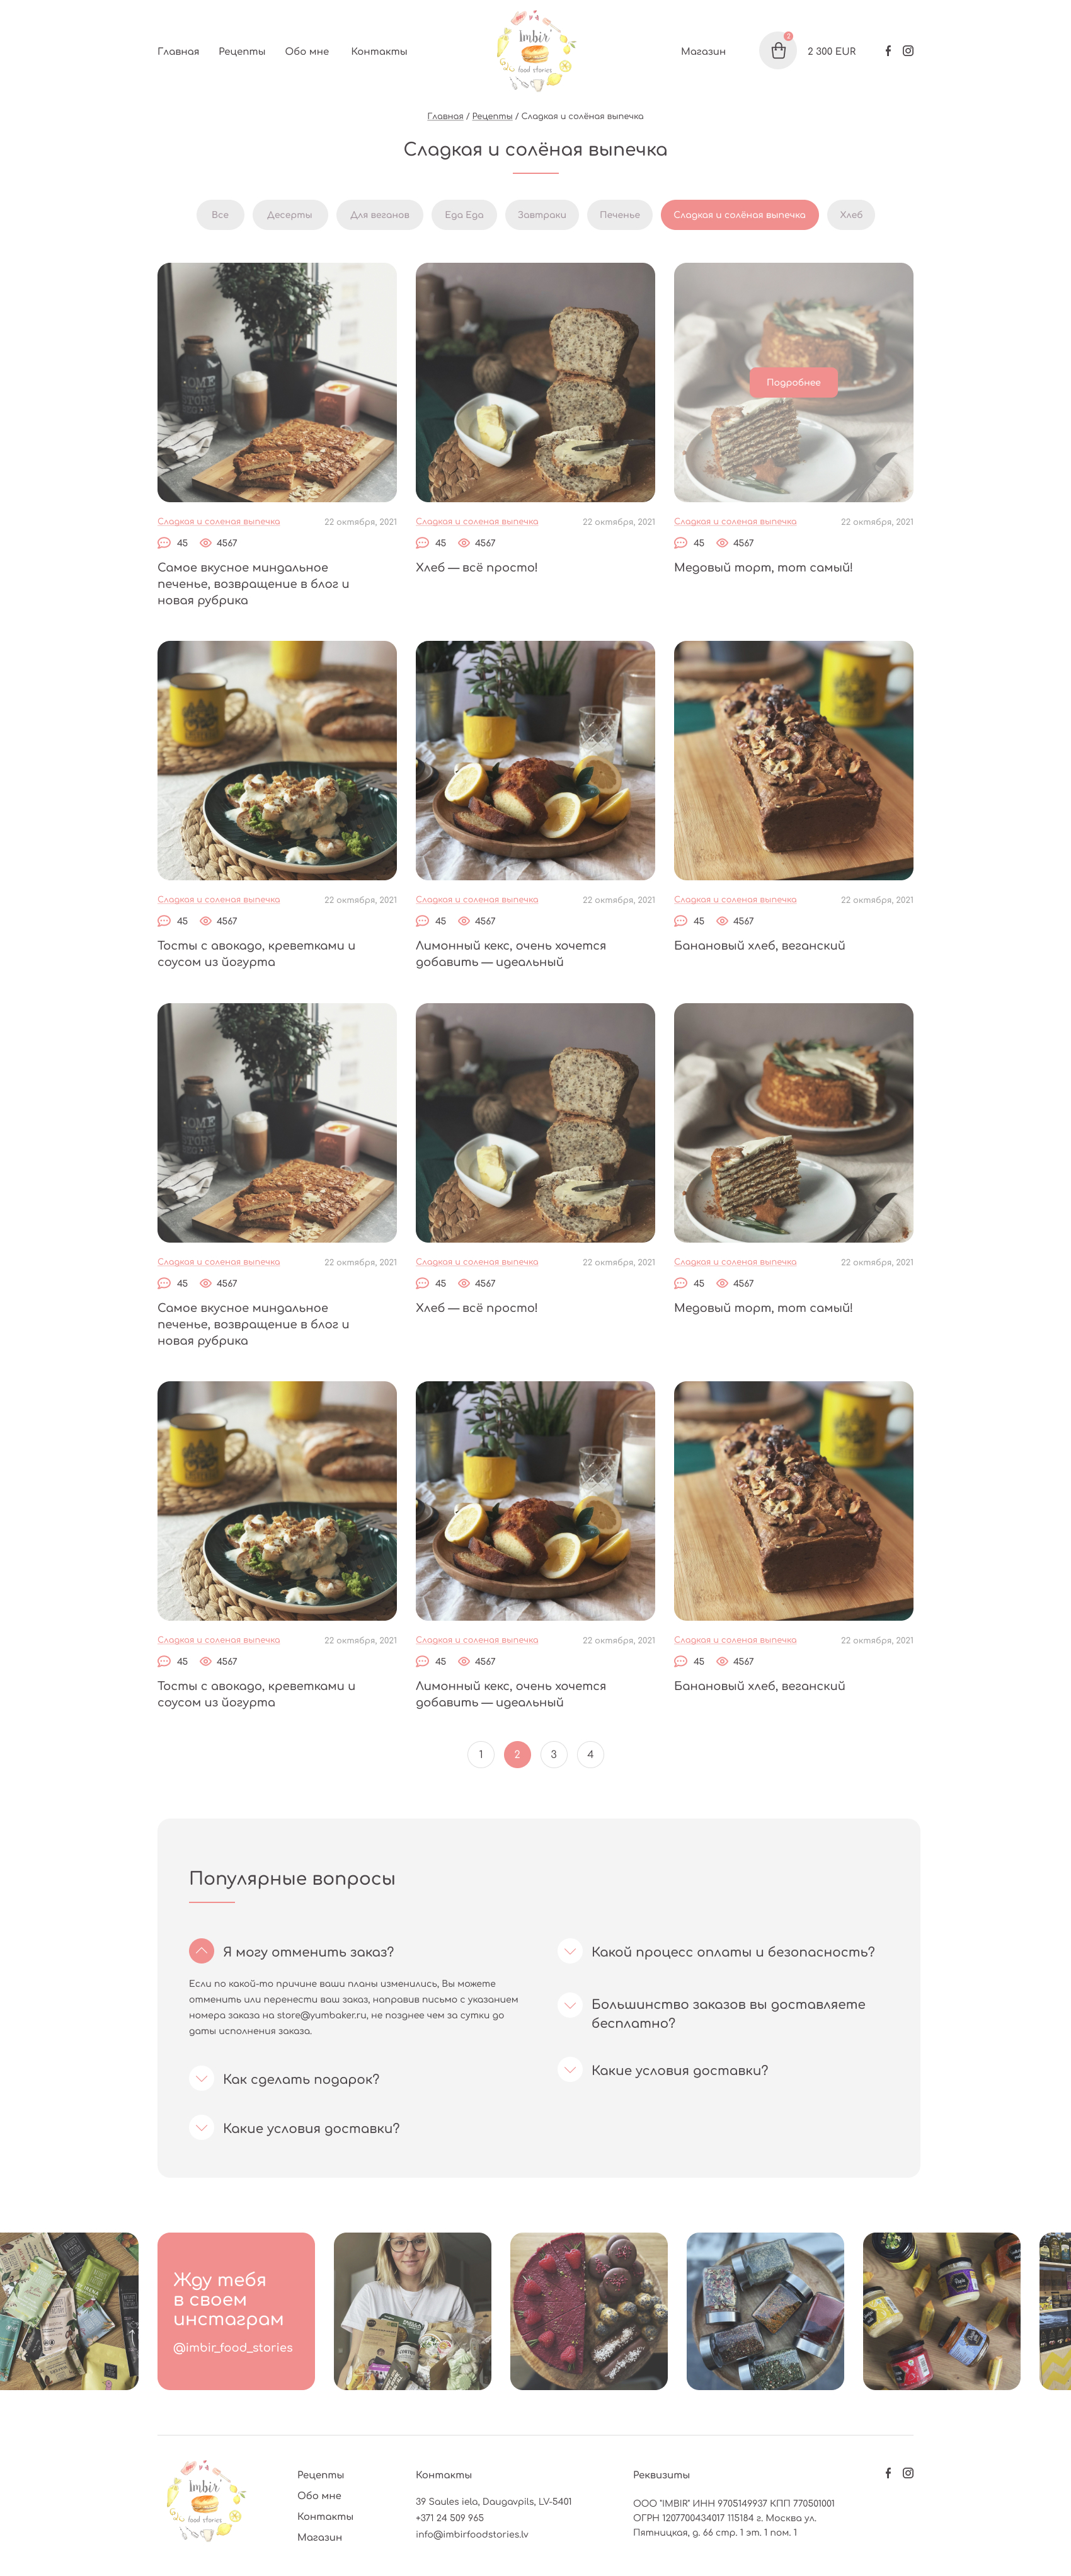 Главная Рецепты Обо мне Контакты
Imbir'
food stories
Магазин
2
2 300 EUR
Главная / Рецепты / Сладкая и солёная выпечка
Сладкая и солёная выпечка
Все Десерты Для веганов Еда Еда Завтраки Печенье Сладкая и солёная выпечка Хлеб
Подробнее
Сладкая и соленая выпечка 22 октября, 2021
45 4567
Самое вкусное миндальное
печенье, возвращение в блог и
новая рубрика
Сладкая и соленая выпечка 22 октября, 2021
45 4567
Хлеб — всё просто!
Сладкая и соленая выпечка 22 октября, 2021
45 4567
Медовый торт, тот самый!
Сладкая и соленая выпечка 22 октября, 2021
45 4567
Тосты с авокадо, креветками и
соусом из йогурта
Сладкая и соленая выпечка 22 октября, 2021
45 4567
Лимонный кекс, очень хочется
добавить — идеальный
Сладкая и соленая выпечка 22 октября, 2021
45 4567
Банановый хлеб, веганский
Сладкая и соленая выпечка 22 октября, 2021
45 4567
Самое вкусное миндальное
печенье, возвращение в блог и
новая рубрика
Сладкая и соленая выпечка 22 октября, 2021
45 4567
Хлеб — всё просто!
Сладкая и соленая выпечка 22 октября, 2021
45 4567
Медовый торт, тот самый!
Сладкая и соленая выпечка 22 октября, 2021
45 4567
Тосты с авокадо, креветками и
соусом из йогурта
Сладкая и соленая выпечка 22 октября, 2021
45 4567
Лимонный кекс, очень хочется
добавить — идеальный
Сладкая и соленая выпечка 22 октября, 2021
45 4567
Банановый хлеб, веганский
1 2 3 4
Популярные вопросы
Я могу отменить заказ?
Если по какой-то причине ваши планы изменились, Вы можете
отменить или перенести ваш заказ, направив письмо с указанием
номера заказа на store@yumbaker.ru, не позднее чем за сутки до
даты исполнения заказа.
Как сделать подарок?
Какие условия доставки?
Какой процесс оплаты и безопасность?
Большинство заказов вы доставляете
бесплатно?
Какие условия доставки?
Жду тебя
в своем
инстаграм
@imbir_food_stories
Imbir'
food stories
Рецепты
Обо мне
Контакты
Магазин
Контакты
39 Saules iela, Daugavpils, LV-5401
+371 24 509 965
info@imbirfoodstories.lv
Реквизиты
ООО "IMBIR" ИНН 9705149937 КПП 770501001
ОГРН 1207700434017 115184 г. Москва ул.
Пятницкая, д. 66 стр. 1 эт. 1 пом. 1